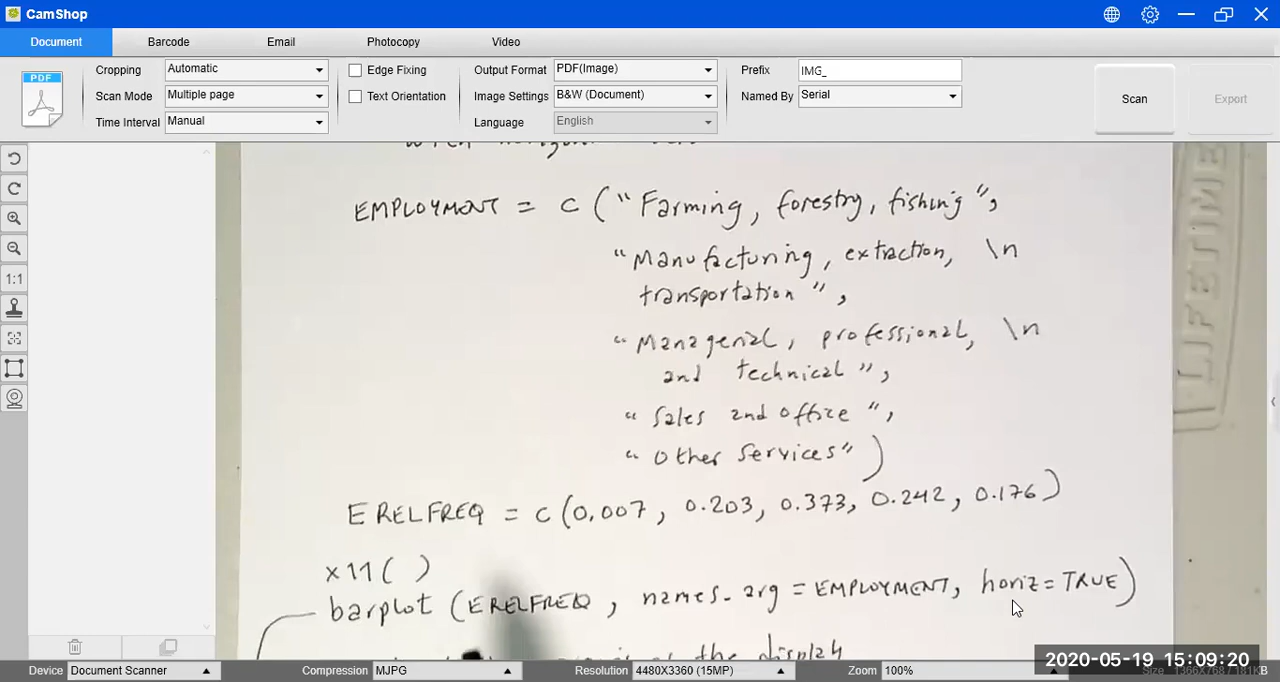 CamShop
Document Barcode Email Photocopy Video
PDF
Cropping Automatic
Scan Mode Multiple page
Time Interval Manual
Edge Fixing
Text Orientation
Output Format PDF(Image)
Image Settings B&W (Document)
Language English
Prefix IMG_
Named By Serial
Scan
Export
1:1
EMPLOYMENT = c ("Farming, forestry, fishing",
"Manufacturing, extraction, \n
transportation",
"Managerial, professional, \n
and technical",
"Sales and office",
"Other services")
ERELFREQ = c(0.007, 0.203, 0.373, 0.242, 0.176)
x11( )
barplot (ERELFREQ, names.arg = EMPLOYMENT, horiz = TRUE)
the display
LIFETIME
2020-05-19 15:09:20
Device Document Scanner Compression MJPG Resolution 4480X3360 (15MP) Zoom 100%